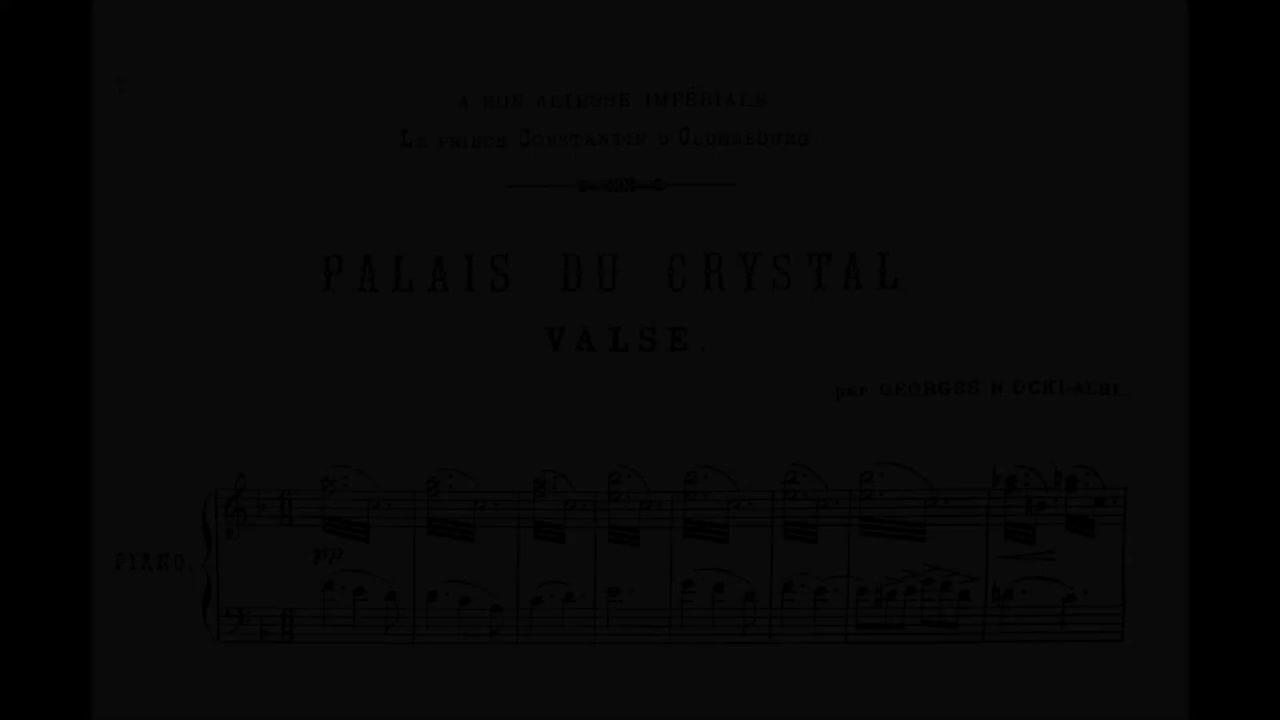 A SON ALTESSE IMPÉRIALE
LE PRINCE CONSTANTIN D'OLDENBOURG
PALAIS DU CRYSTAL
VALSE.
par GEORGES
PIANO.
pp